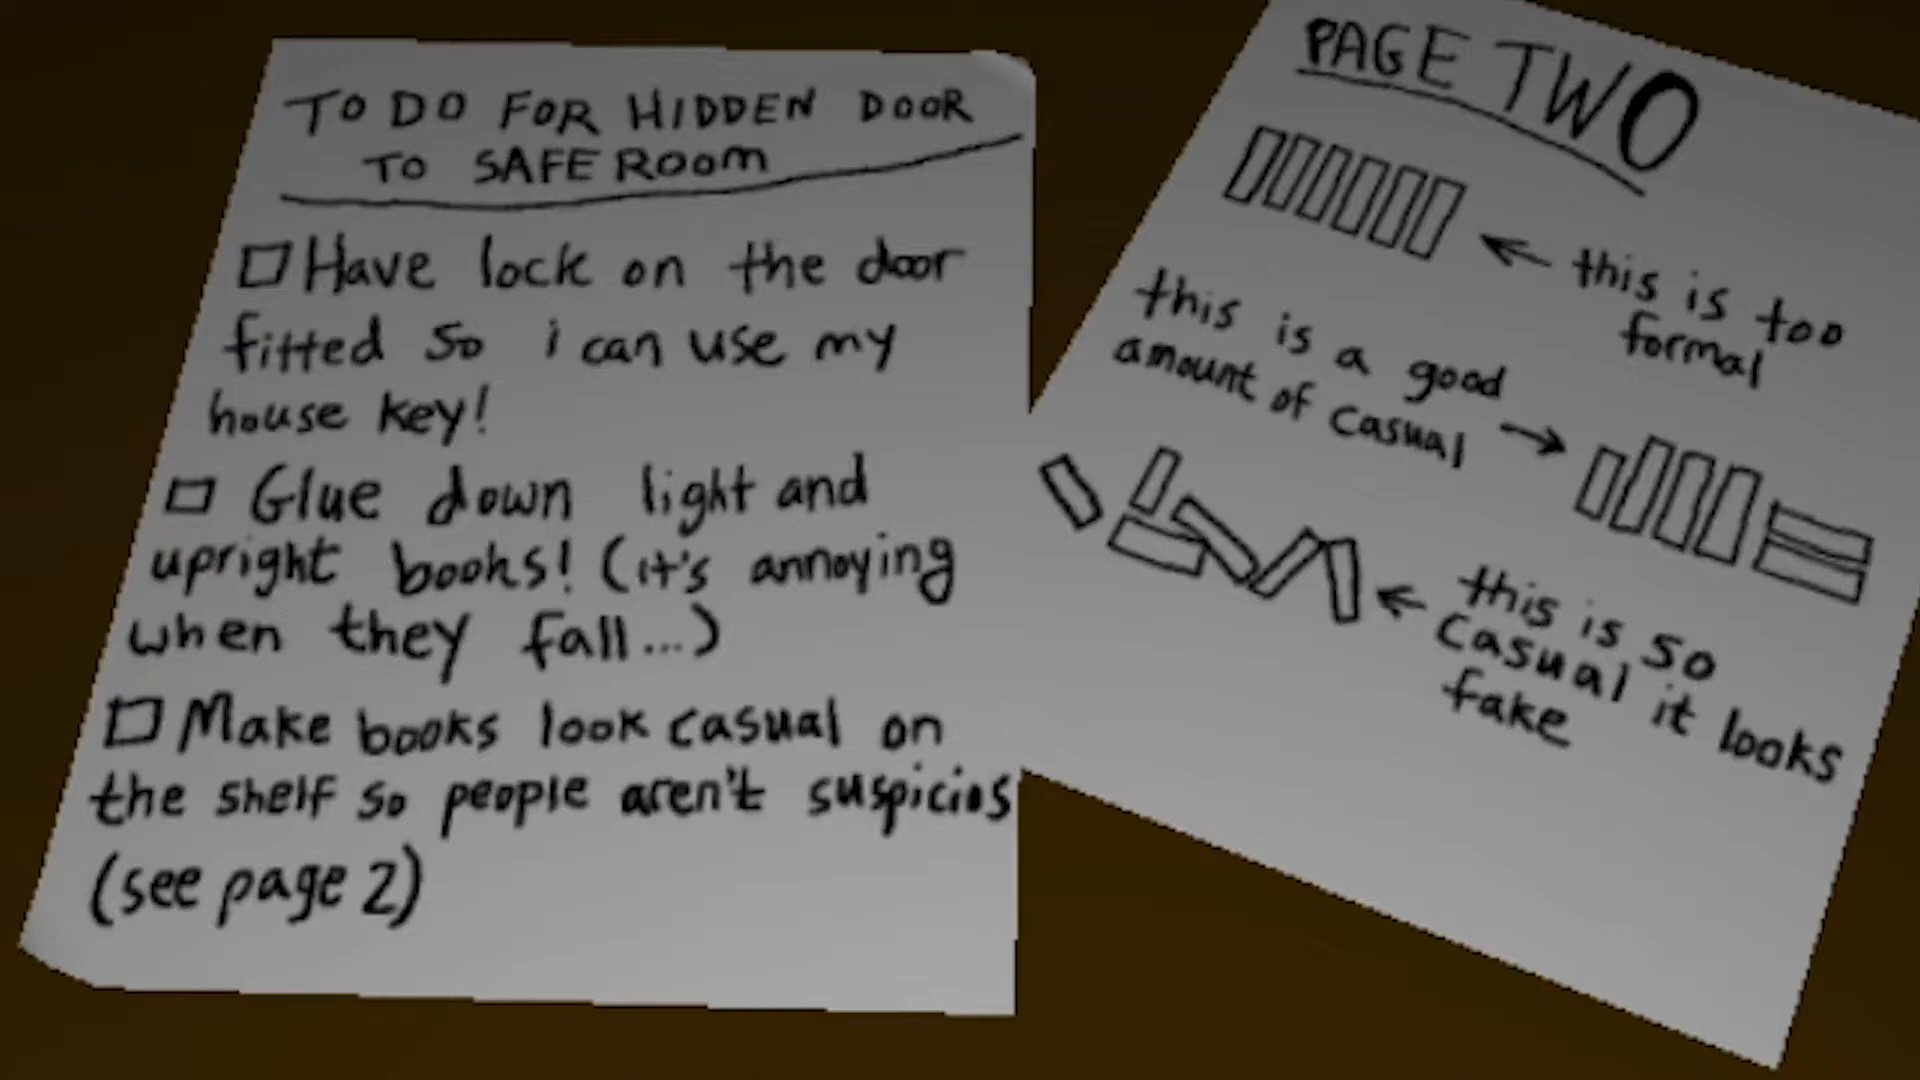 TO DO FOR HIDDEN DOOR
TO SAFE ROOM
Have lock on the door
fitted so i can use my
house key!
Glue down light and
upright books! (it's annoying
when they fall...)
Make books look casual on
the shelf so people aren't suspicios
(see page 2)
PAGE TWO
this is too
formal
this is a good
amount of casual
this is so
casual it looks
fake